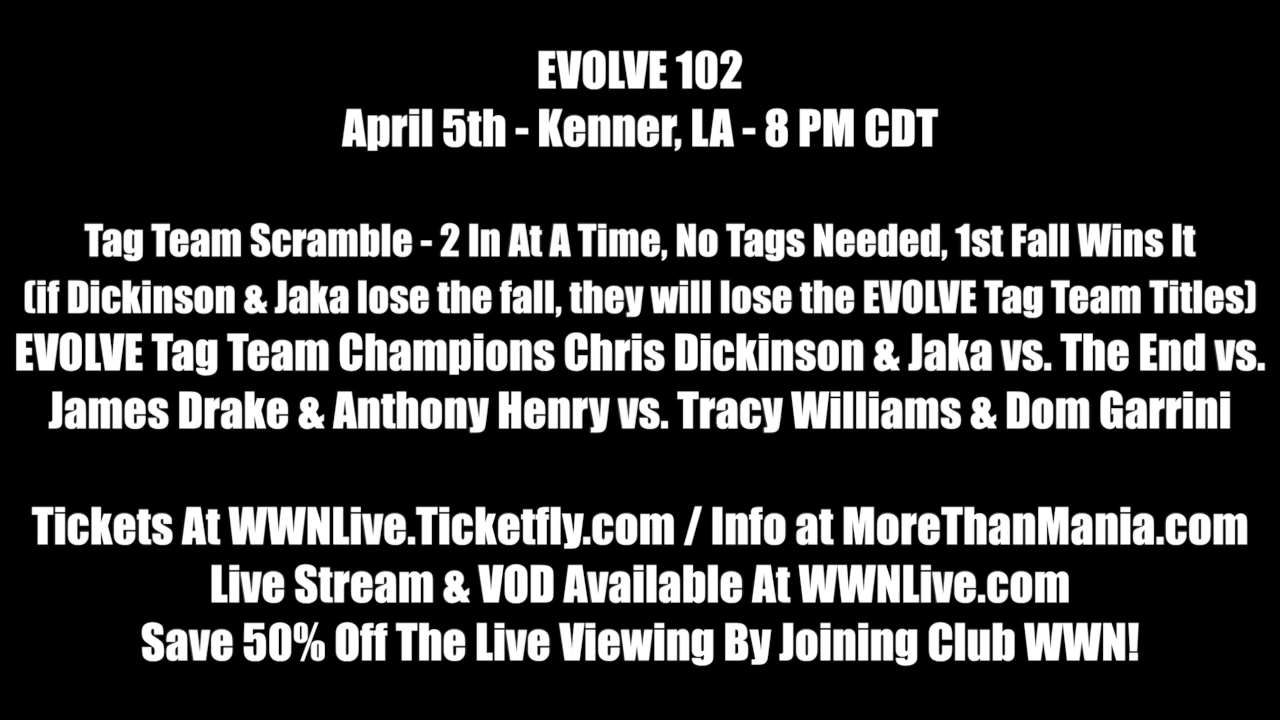 EVOLVE 102
April 5th - Kenner, LA - 8 PM CDT
Tag Team Scramble - 2 In At A Time, No Tags Needed, 1st Fall Wins It
(if Dickinson & Jaka lose the fall, they will lose the EVOLVE Tag Team Titles)
EVOLVE Tag Team Champions Chris Dickinson & Jaka vs. The End vs.
James Drake & Anthony Henry vs. Tracy Williams & Dom Garrini
Tickets At WWNLive.Ticketfly.com / Info at MoreThanMania.com
Live Stream & VOD Available At WWNLive.com
Save 50% Off The Live Viewing By Joining Club WWN!